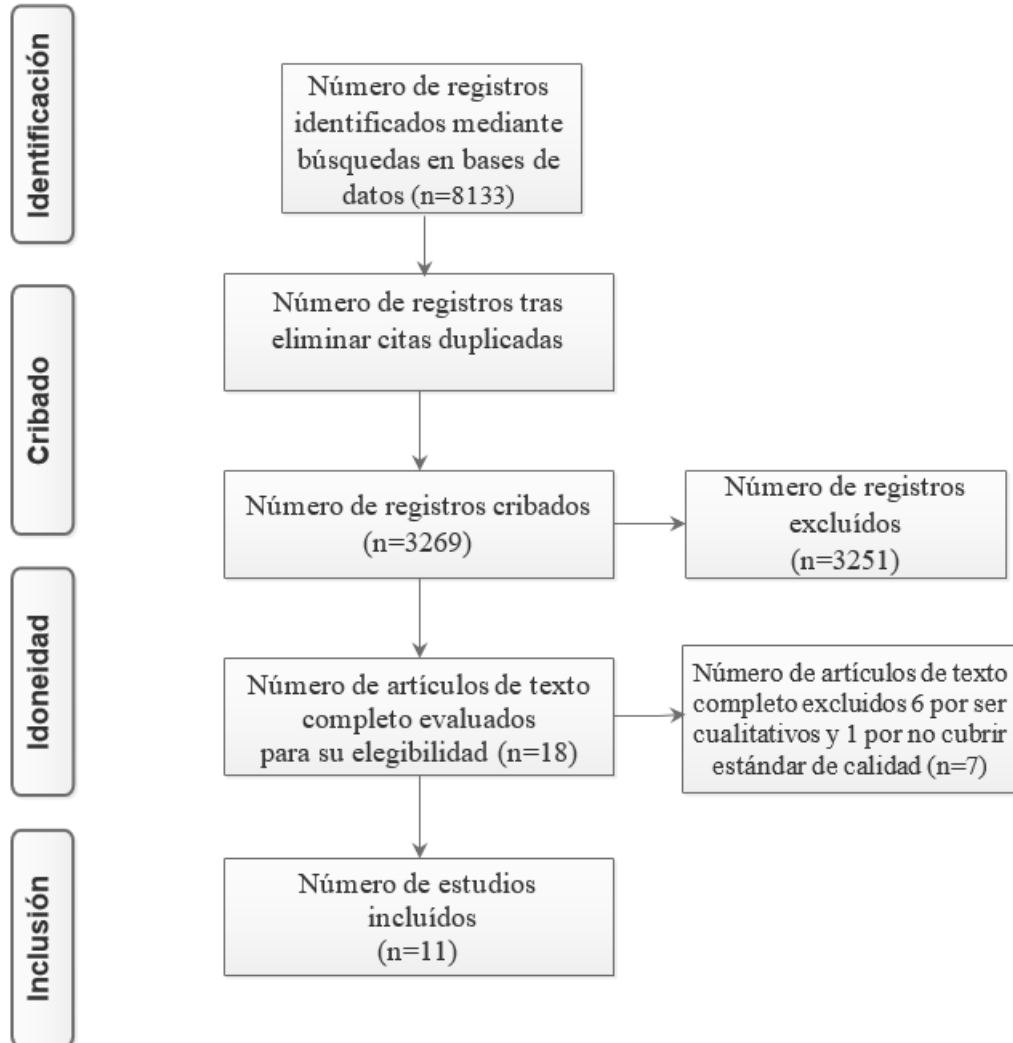 Identificación
Número de registros
identificados mediante
búsquedas en bases de
datos (n=8133)
Cribado
Número de registros tras
eliminar citas duplicadas
Número de registros cribados
(n=3269)
Número de registros
excluídos
(n=3251)
Idoneidad
Número de artículos de texto
completo evaluados
para su elegibilidad (n=18)
Número de artículos de texto
completo excluidos 6 por ser
cualitativos y 1 por no cubrir
estándar de calidad (n=7)
Inclusión
Número de estudios
incluídos
(n=11)